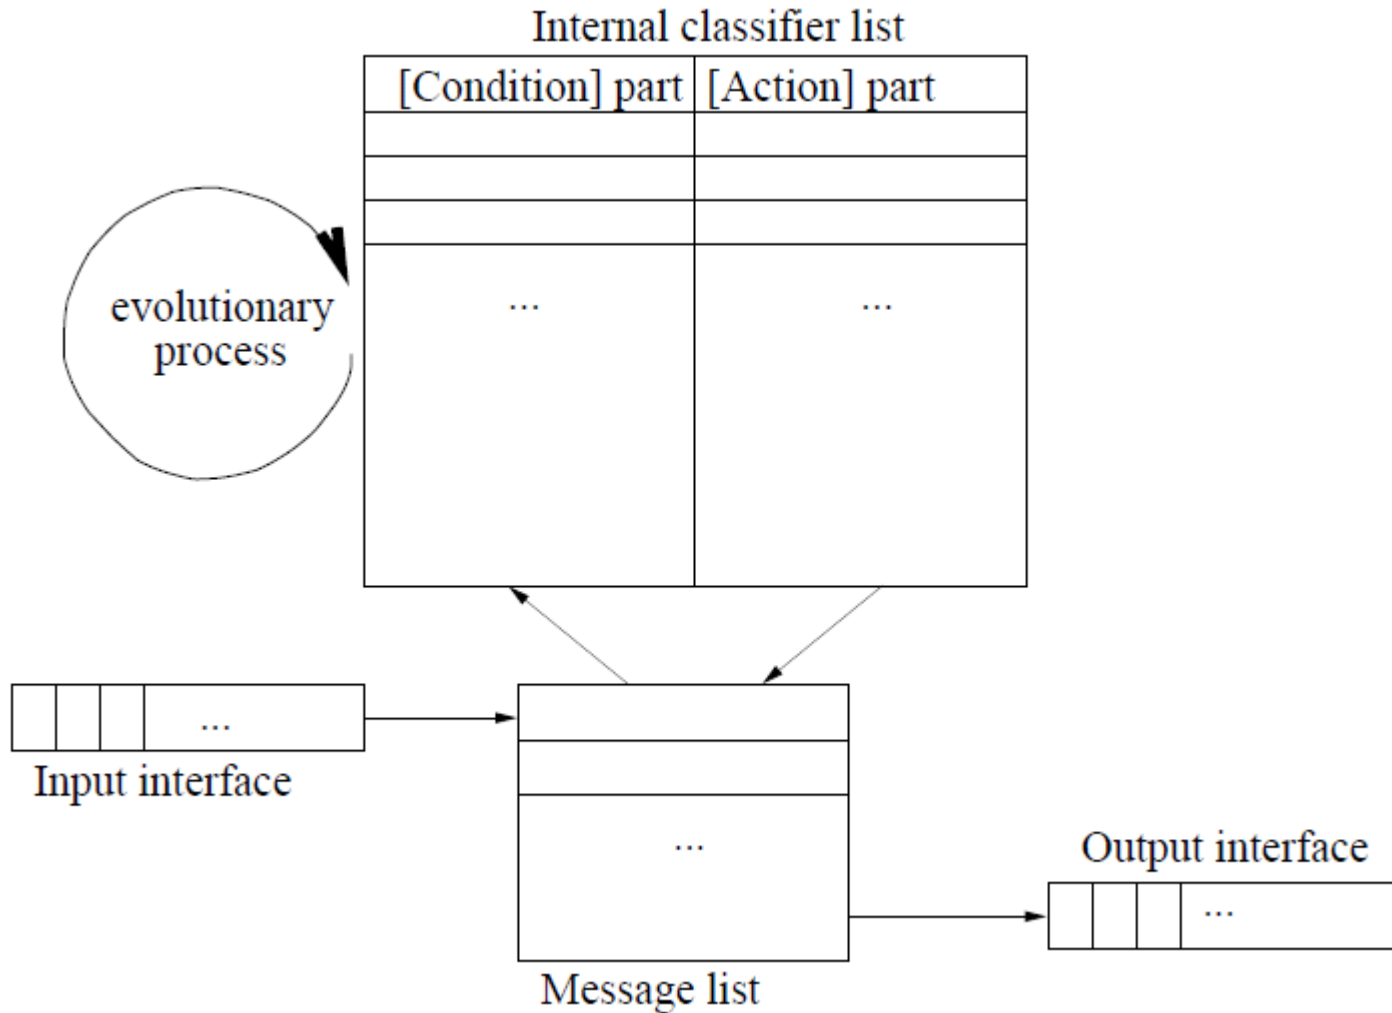 Internal classifier list
[Condition] part [Action] part
evolutionary
process
... ...
...
Input interface
...
Output interface
...
Message list